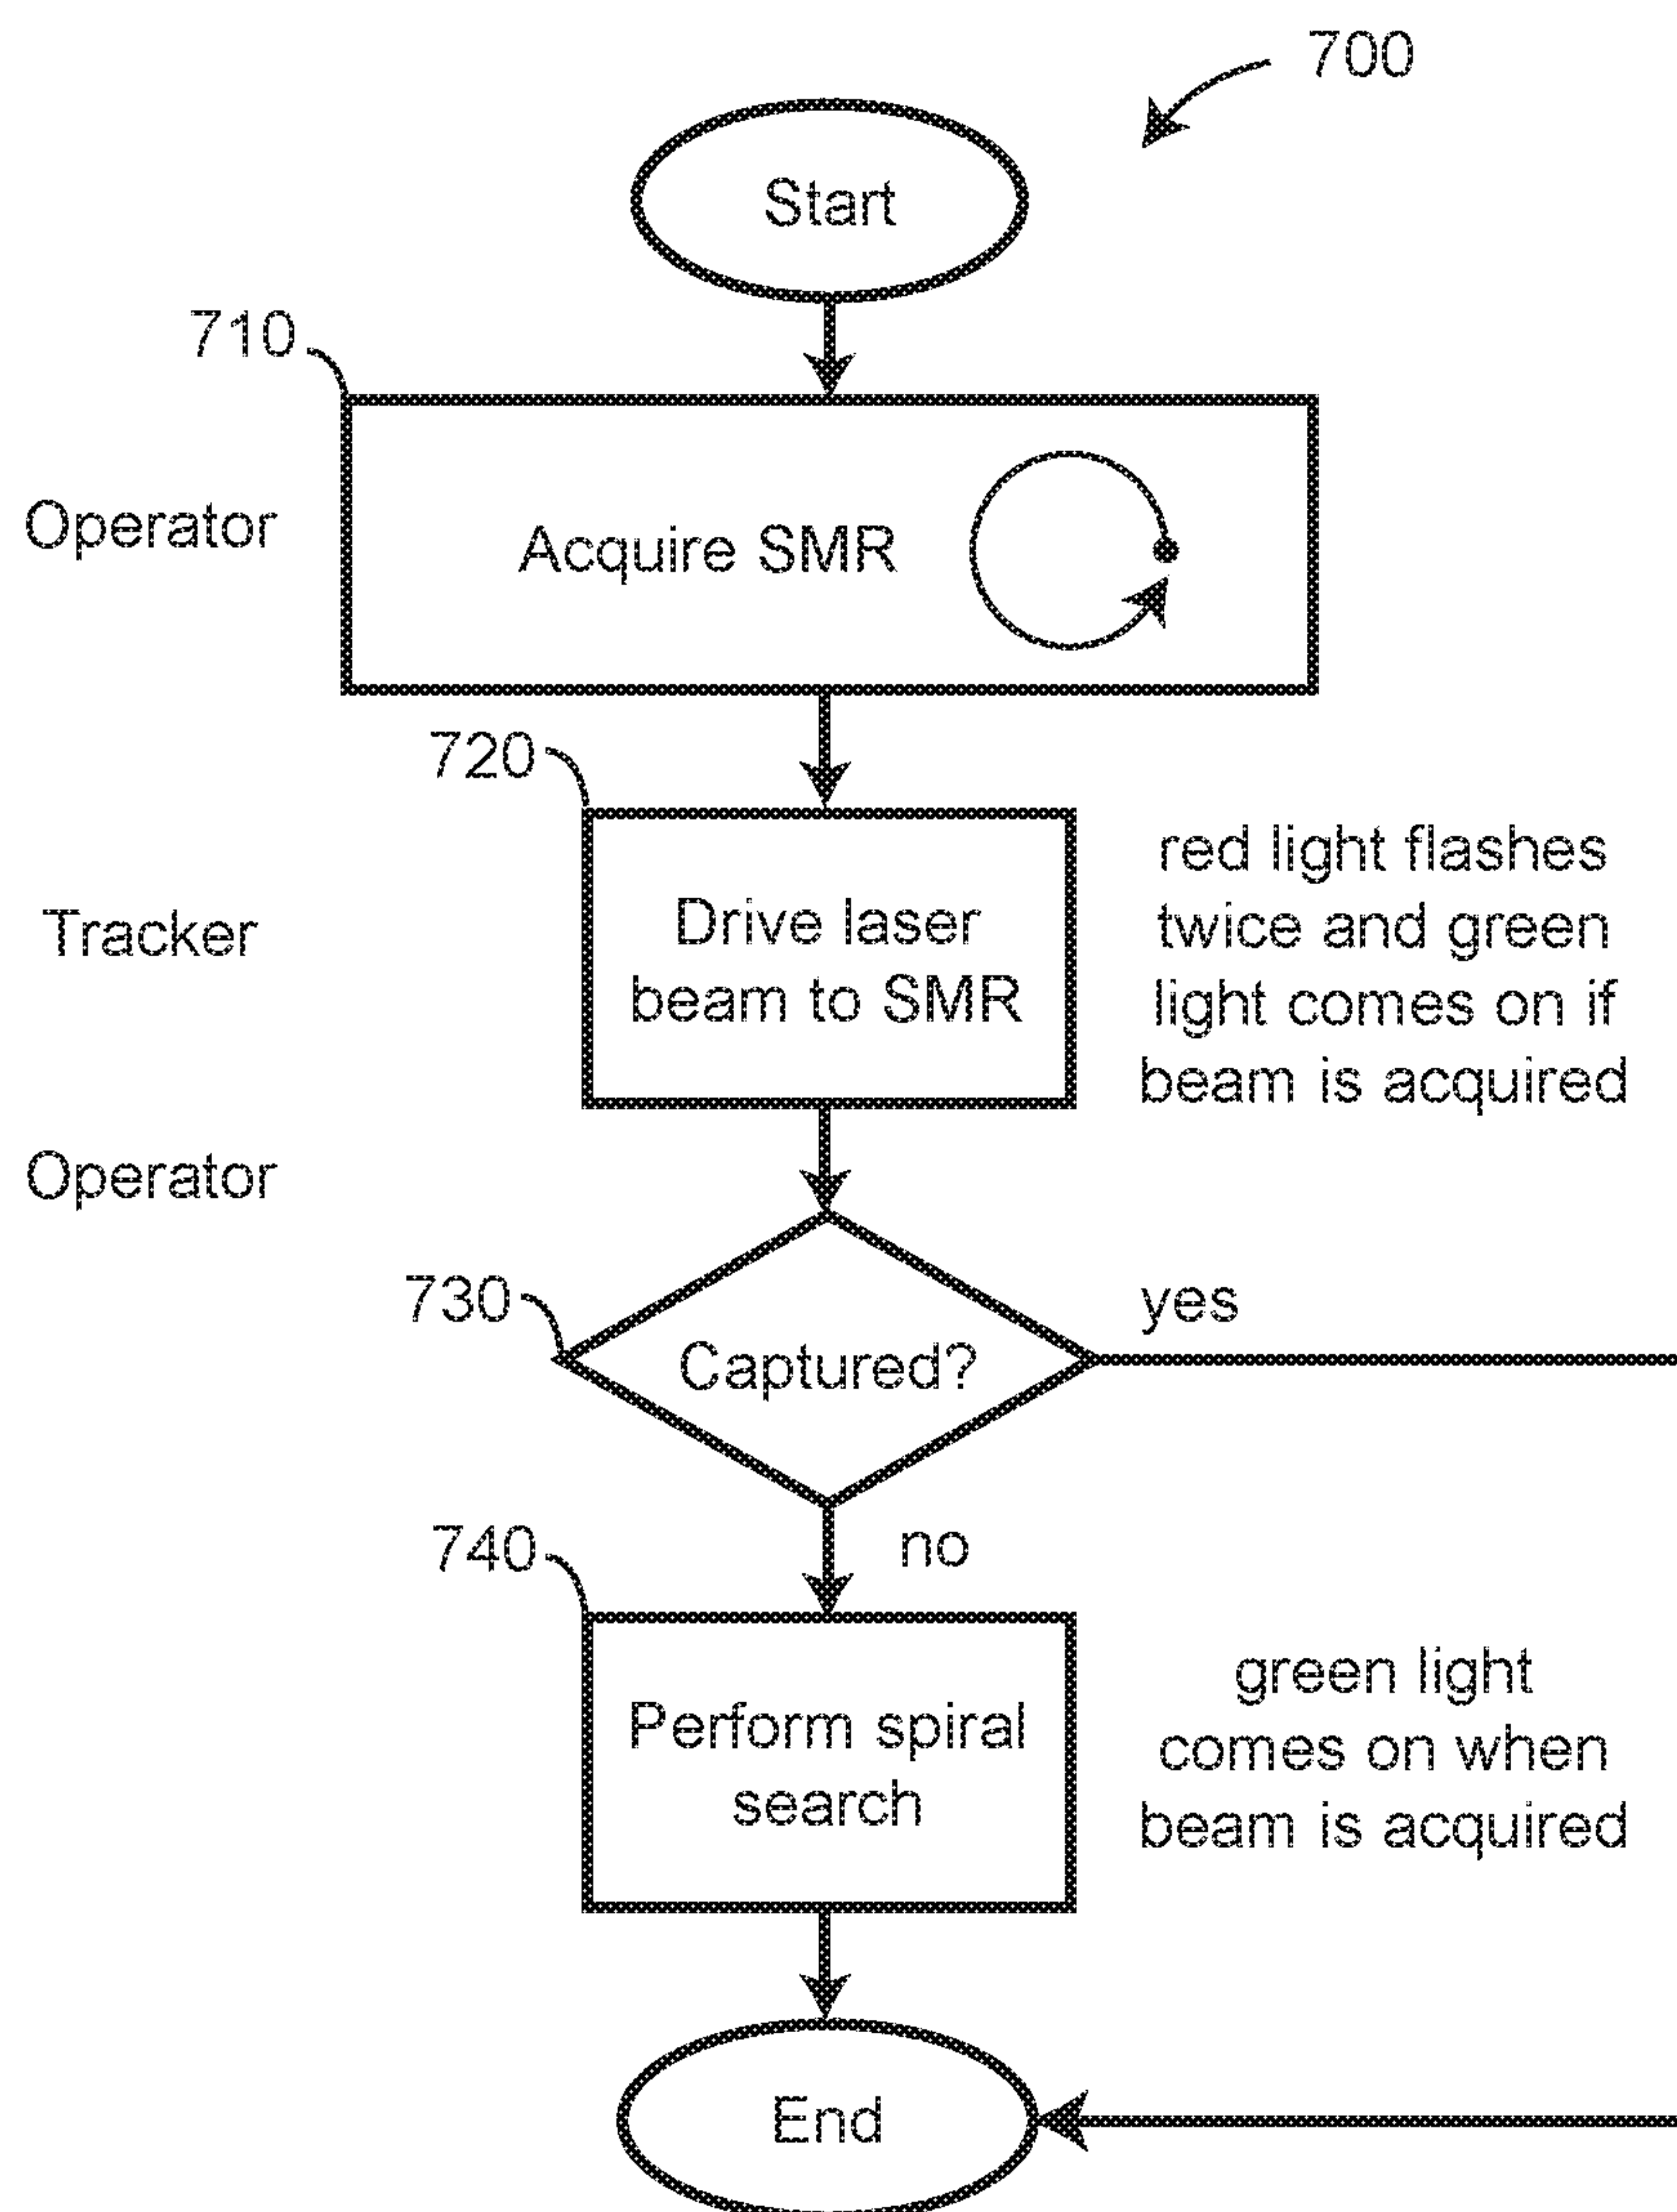 700
Start
710
Operator
Acquire SMR
720
Tracker
Drive laser
beam to SMR
red light flashes
twice and green
light comes on if
beam is acquired
Operator
730
Captured?
yes
no
740
Perform spiral
search
green light
comes on when
beam is acquired
End